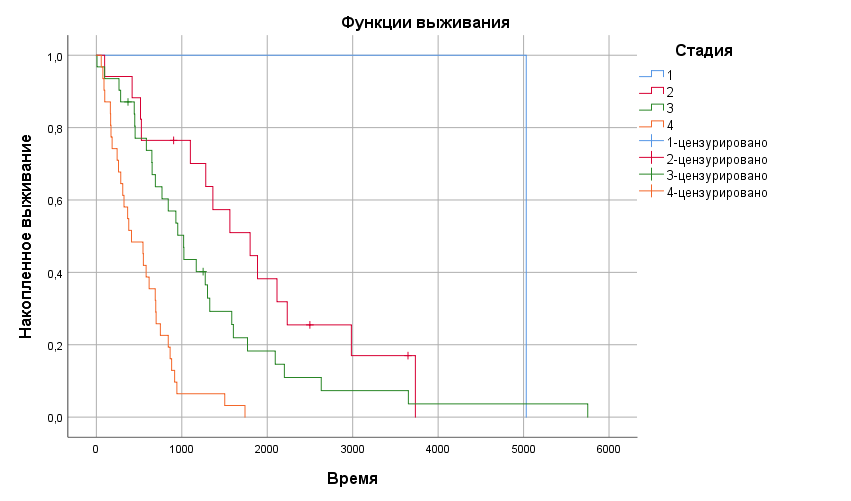 Функции выживания
Стадия
1
2
3
4
1-цензурировано
2-цензурировано
3-цензурировано
4-цензурировано
Накопленное выживание
1,0
0,8
0,6
0,4
0,2
0,0
0 1000 2000 3000 4000 5000 6000
Время